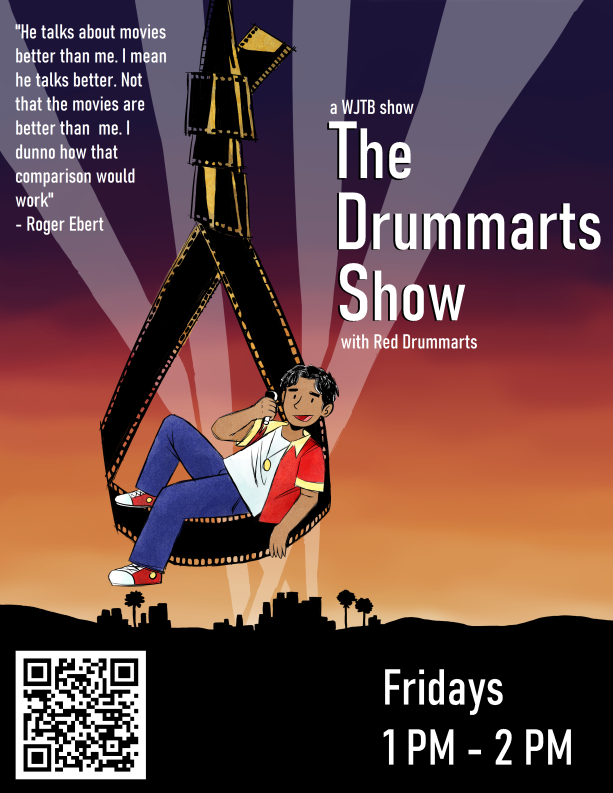 "He talks about movies
better than me. I mean
he talks better. Not
that the movies are
better than me. I
dunno how that
comparison would
work"
- Roger Ebert
a WJTB show
The
Drummarts
Show
with Red Drummarts
Fridays
1 PM - 2 PM